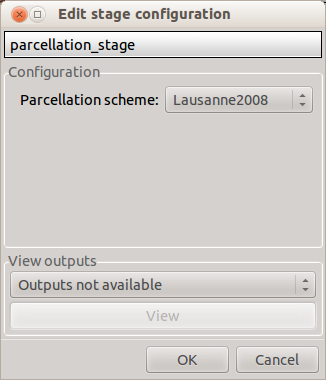 Edit stage configuration
parcellation_stage
Configuration
Parcellation scheme: Lausanne2008
View outputs
Outputs not available
View
OK Cancel